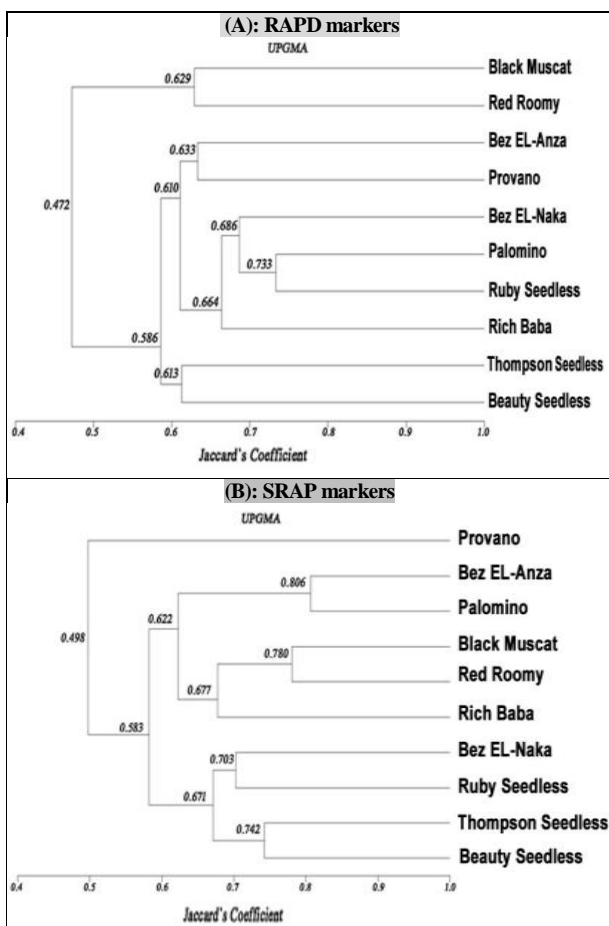 (A): RAPD markers
UPGMA
Black Muscat
0.629
Red Roomy
Bez EL-Anza
0.633
Provano
0.610
0.472
Bez EL-Naka
0.686
Palomino
0.733
Ruby Seedless
0.664
Rich Baba
0.586
Thompson Seedless
0.613
Beauty Seedless
0.4 0.5 0.6 0.7 0.8 0.9 1.0
Jaccard's Coefficient
(B): SRAP markers
UPGMA
Provano
Bez EL-Anza
0.806
Palomino
0.622
0.498
Black Muscat
0.780
Red Roomy
0.677
Rich Baba
0.583
Bez EL-Naka
0.703
Ruby Seedless
0.671
Thompson Seedless
0.742
Beauty Seedless
0.4 0.5 0.6 0.7 0.8 0.9 1.0
Jaccard's Coefficient